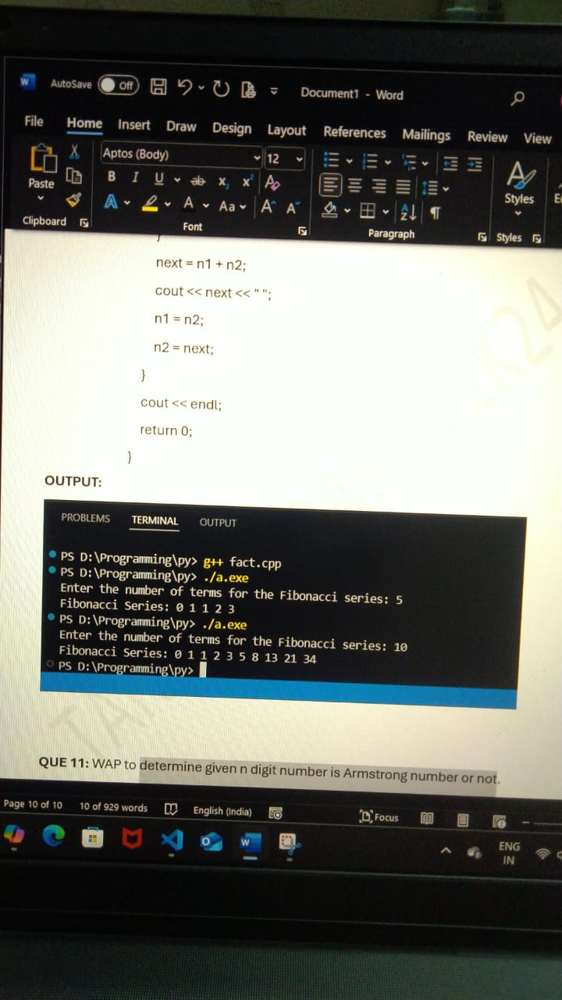 AutoSave Off Document1 - Word
File Home Insert Draw Design Layout References Mailings Review View
Aptos (Body) 12
Paste
B I U ab x₂ x² A
A A Aa A A
Styles
Clipboard Font Paragraph Styles
}
next = n1 + n2;
cout << next << " ";
n1 = n2;
n2 = next;
}
cout << endl;
return 0;
}
OUTPUT:
PROBLEMS TERMINAL OUTPUT
PS D:\Programming\py> g++ fact.cpp
PS D:\Programming\py> ./a.exe
Enter the number of terms for the Fibonacci series: 5
Fibonacci Series: 0 1 1 2 3
PS D:\Programming\py> ./a.exe
Enter the number of terms for the Fibonacci series: 10
Fibonacci Series: 0 1 1 2 3 5 8 13 21 34
PS D:\Programming\py>
QUE 11: WAP to determine given n digit number is Armstrong number or not.
Page 10 of 10 10 of 929 words English (India) Focus
ENG
IN